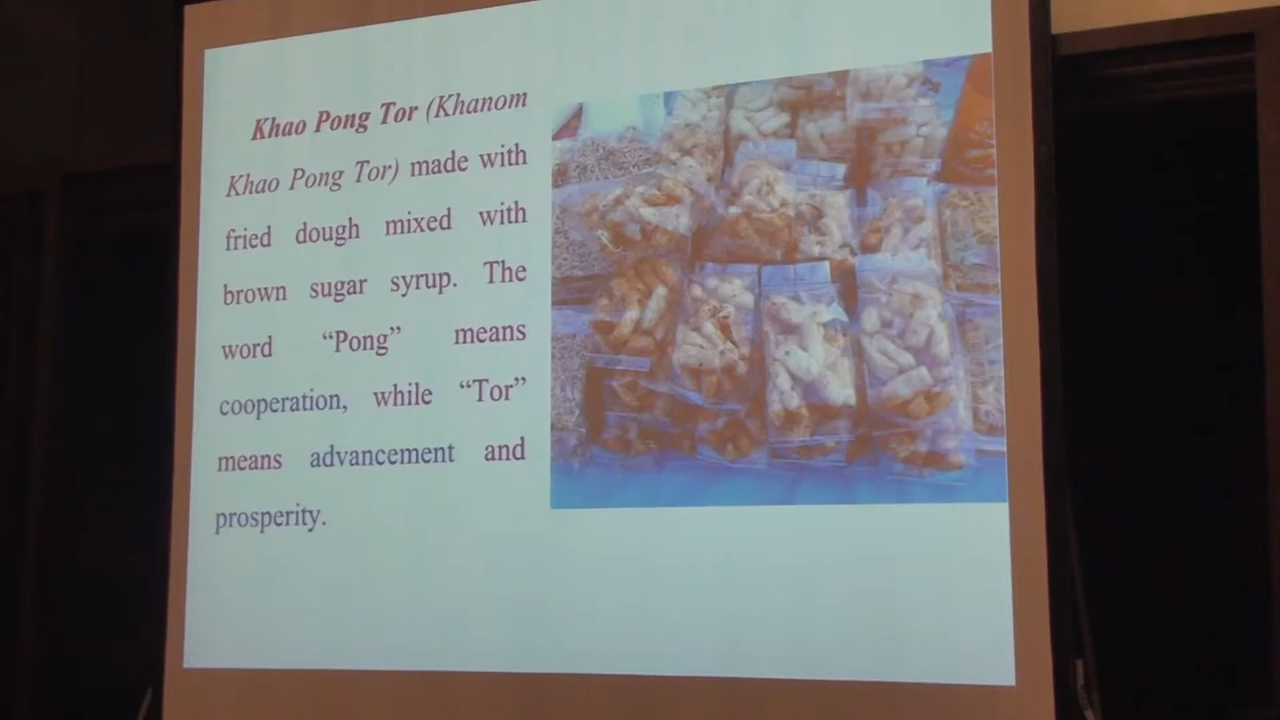 Khao Pong Tor (Khanom
Khao Pong Tor) made with
fried dough mixed with
brown sugar syrup. The
word “Pong” means
cooperation, while “Tor”
means advancement and
prosperity.